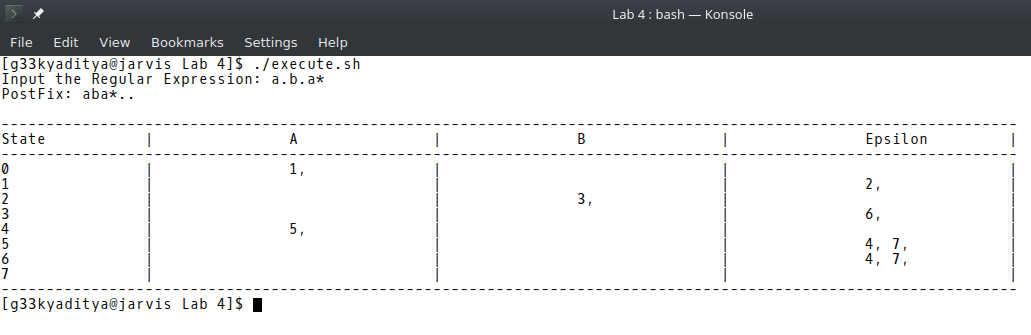 Lab 4 : bash — Konsole
File Edit View Bookmarks Settings Help
[g33kyaditya@jarvis Lab 4]$ ./execute.sh
Input the Regular Expression: a.b.a*
PostFix: aba*..
--------------------------------------------------------------------------------------------------------------------------------
State | A | B | Epsilon |
--------------------------------------------------------------------------------------------------------------------------------
0 | 1, | | |
1 | | | 2, |
2 | | 3, | |
3 | | | 6, |
4 | 5, | | |
5 | | | 4, 7, |
6 | | | 4, 7, |
7 | | | |
--------------------------------------------------------------------------------------------------------------------------------
[g33kyaditya@jarvis Lab 4]$